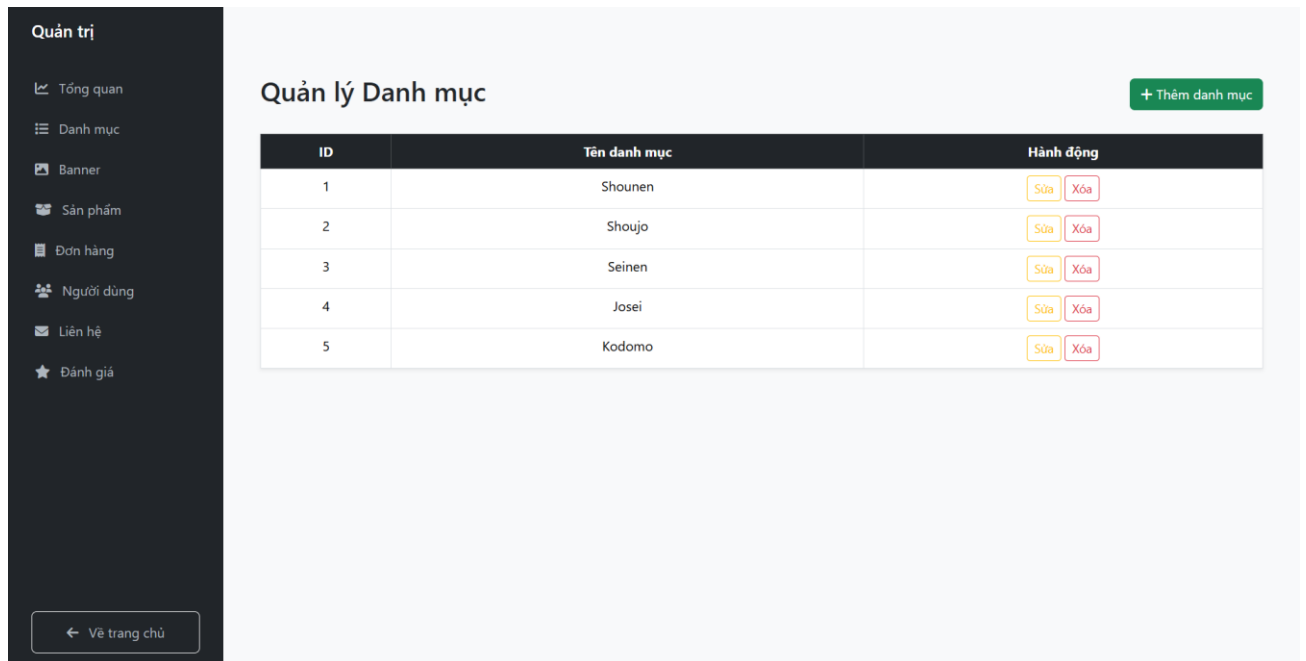 Quản trị
Tổng quan
Danh mục
Banner
Sản phẩm
Đơn hàng
Người dùng
Liên hệ
Đánh giá
Về trang chủ
Quản lý Danh mục
+ Thêm danh mục
ID Tên danh mục Hành động
1 Shounen Sửa Xóa
2 Shoujo Sửa Xóa
3 Seinen Sửa Xóa
4 Josei Sửa Xóa
5 Kodomo Sửa Xóa